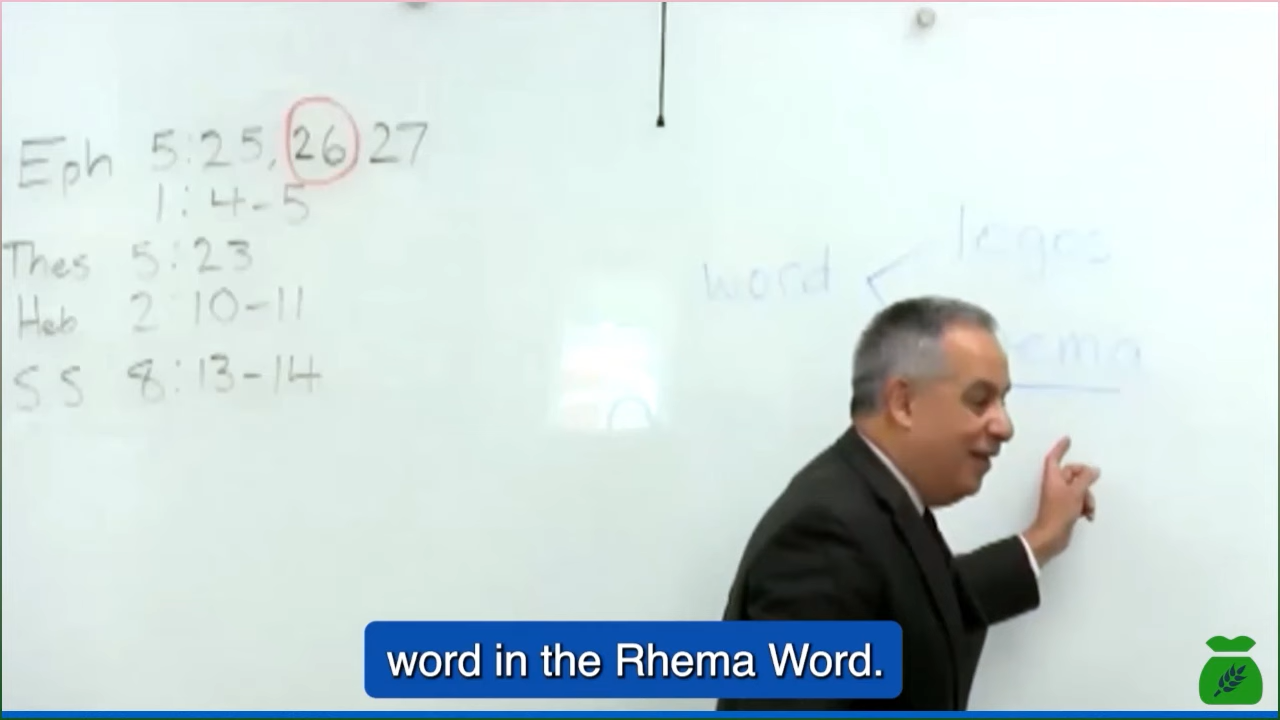 Eph 5:25, 26 27
1:4-5
Thes 5:23
Heb 2:10-11
SS 8:13-14
word < logos
ema
word in the Rhema Word.